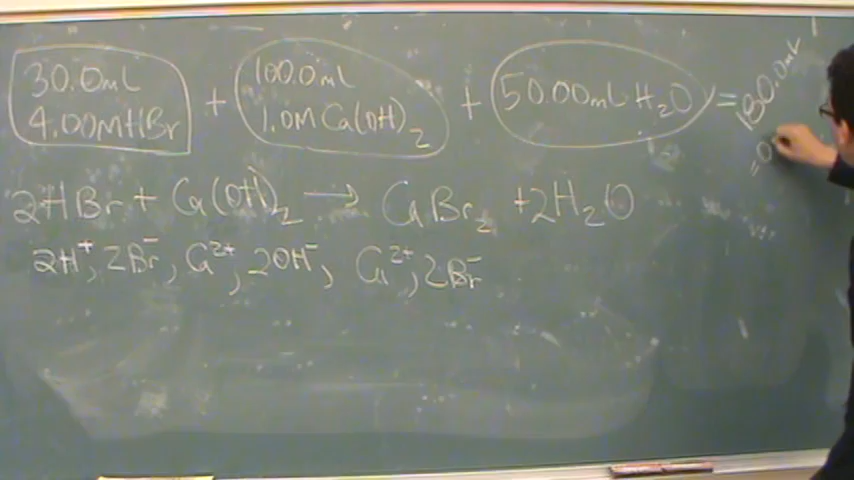 30.0mL + 100.0mL + 50.00mL H₂O = 180.0mL
4.00M HBr 1.0M Ca(OH)₂
= 0
2HBr + Ca(OH)₂ → CaBr₂ + 2H₂O
2H⁺, 2Br⁻, Ca²⁺, 2OH⁻, Ca²⁺, 2Br⁻